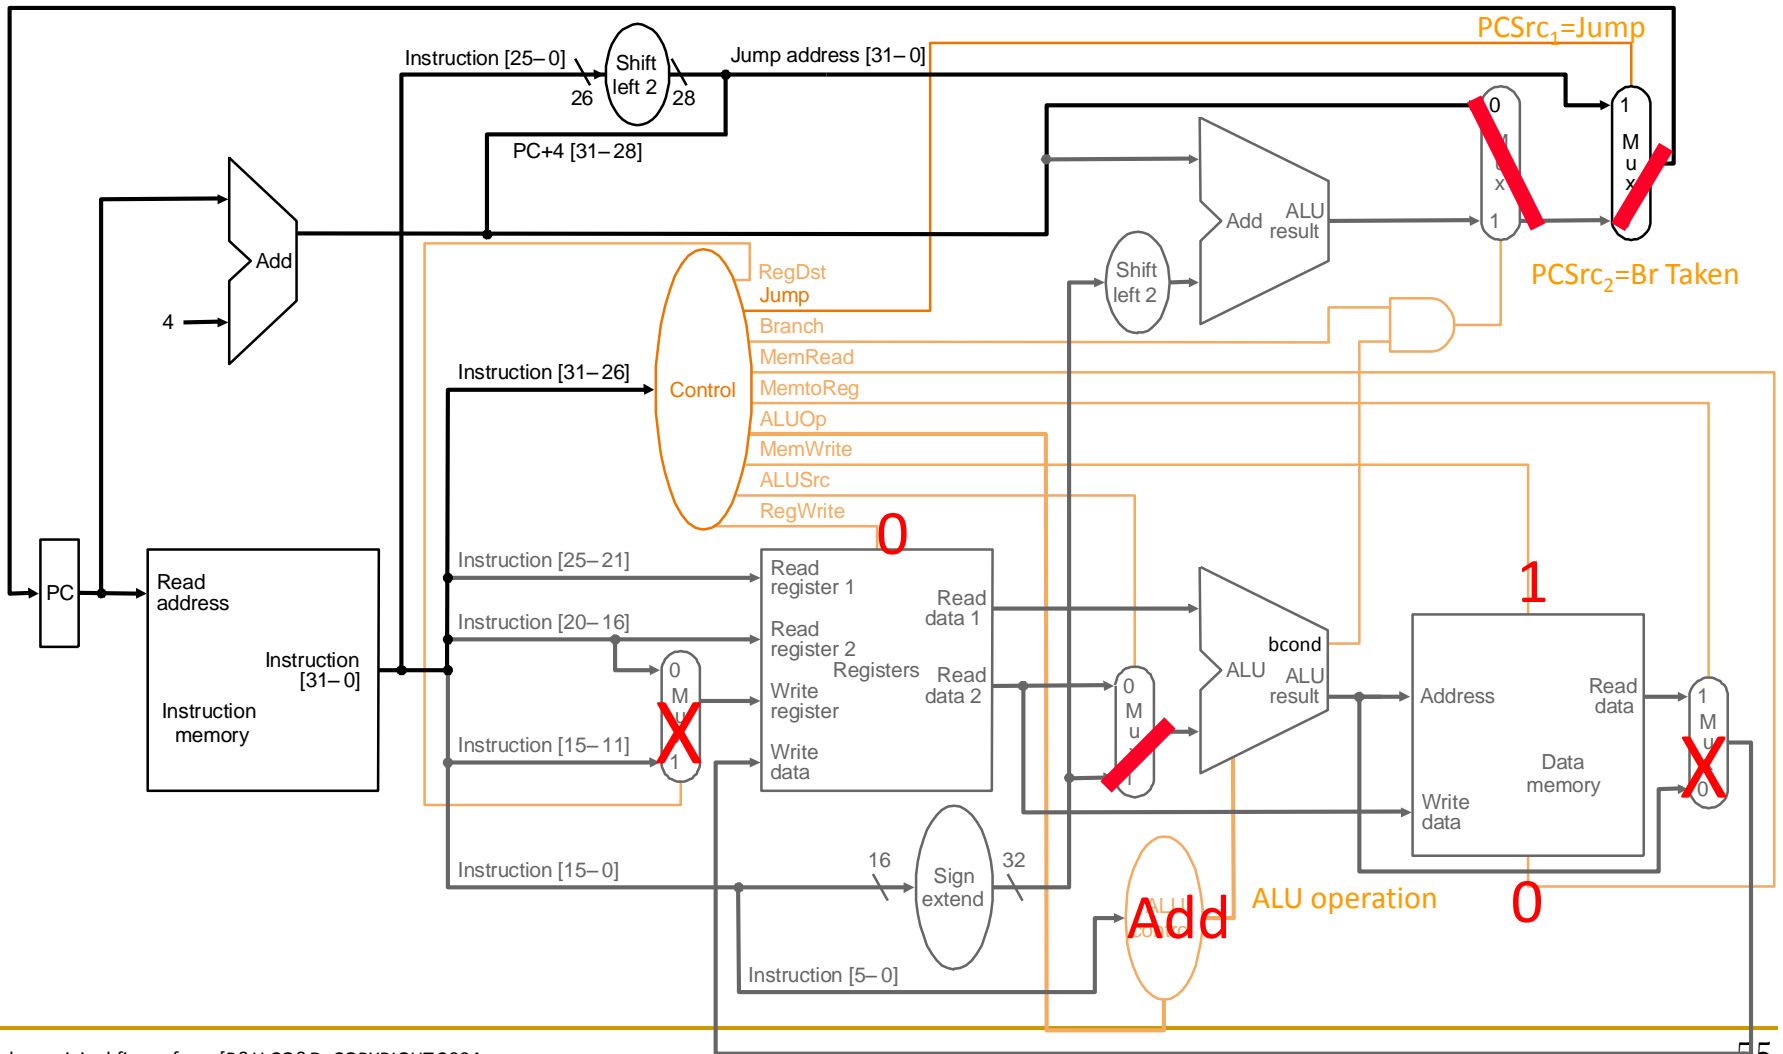 PCSrc1=Jump
Instruction [25–0]
Shift
left 2
Jump address [31–0]
26
28
0
1
M
u
x
PC+4 [31–28]
M
u
x
1
Add
ALU
result
Add
4
Shift
left 2
PCSrc2=Br Taken
RegDst
Jump
Branch
MemRead
MemtoReg
ALUOp
MemWrite
ALUSrc
RegWrite
Control
Instruction [31–26]
0
1
PC
Read
address
Instruction
[31–0]
Instruction
memory
Instruction [25–21]
Instruction [20–16]
Instruction [15–11]
0
M
u
X
1
Read
register 1
Read
register 2
Registers
Write
register
Write
data
Read
data 1
Read
data 2
0
M
u
bcond
ALU
ALU
result
Address
Write
data
Read
data
Data
memory
1
M
u
X
0
Instruction [15–0]
16
Sign
extend
32
Instruction [5–0]
ALU
control
Add
ALU operation
0
55